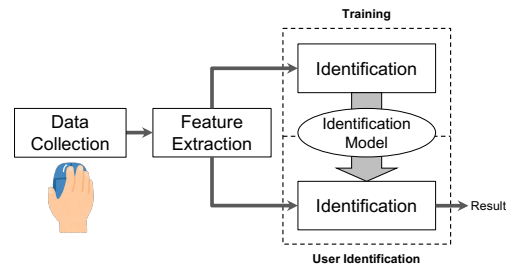 Training
Identification
Data
Collection
Feature
Extraction
Identification
Model
Identification
Result
User Identification